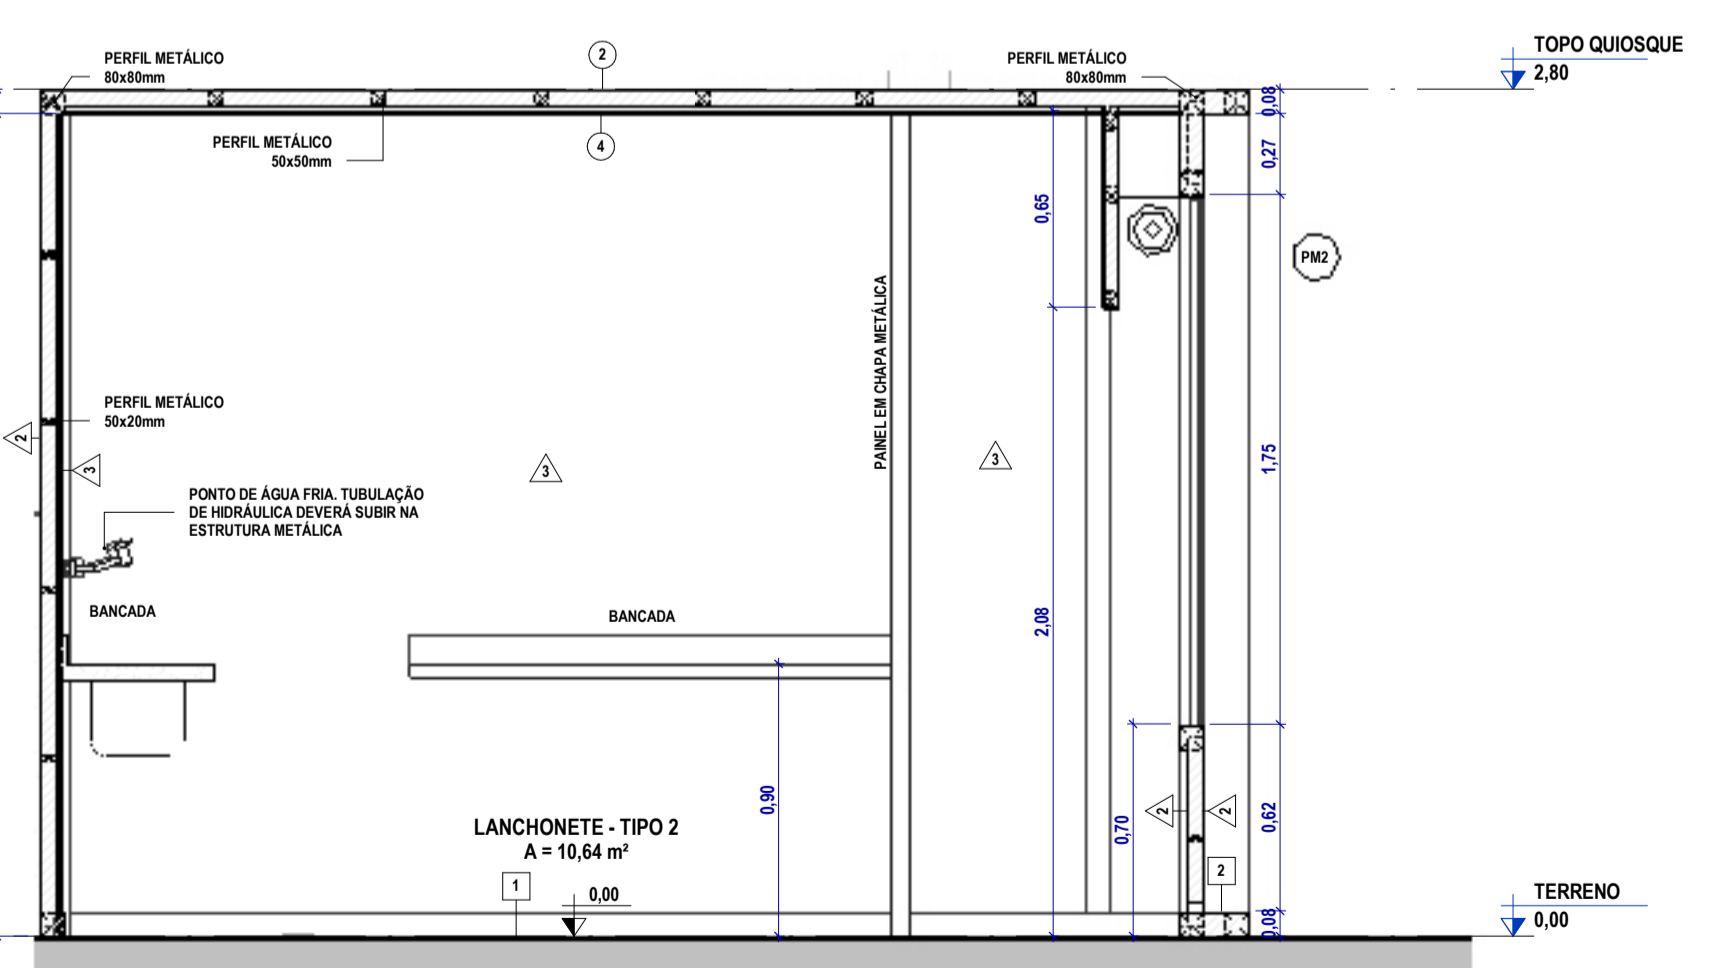 TOPO QUIOSQUE
2,80
PERFIL METÁLICO
80x80mm
2
PERFIL METÁLICO
80x80mm
0,08
PERFIL METÁLICO
50x50mm
4
0,27
0,65
PM2
PAINEL EM CHAPA METÁLICA
PERFIL METÁLICO
50x20mm
2
3
3
3
1,75
PONTO DE ÁGUA FRIA. TUBULAÇÃO
DE HIDRÁULICA DEVERÁ SUBIR NA
ESTRUTURA METÁLICA
BANCADA
BANCADA
2,08
0,90
0,70
2
2
0,62
LANCHONETE - TIPO 2
A = 10,64 m²
1
0,00
2
0,08
TERRENO
0,00